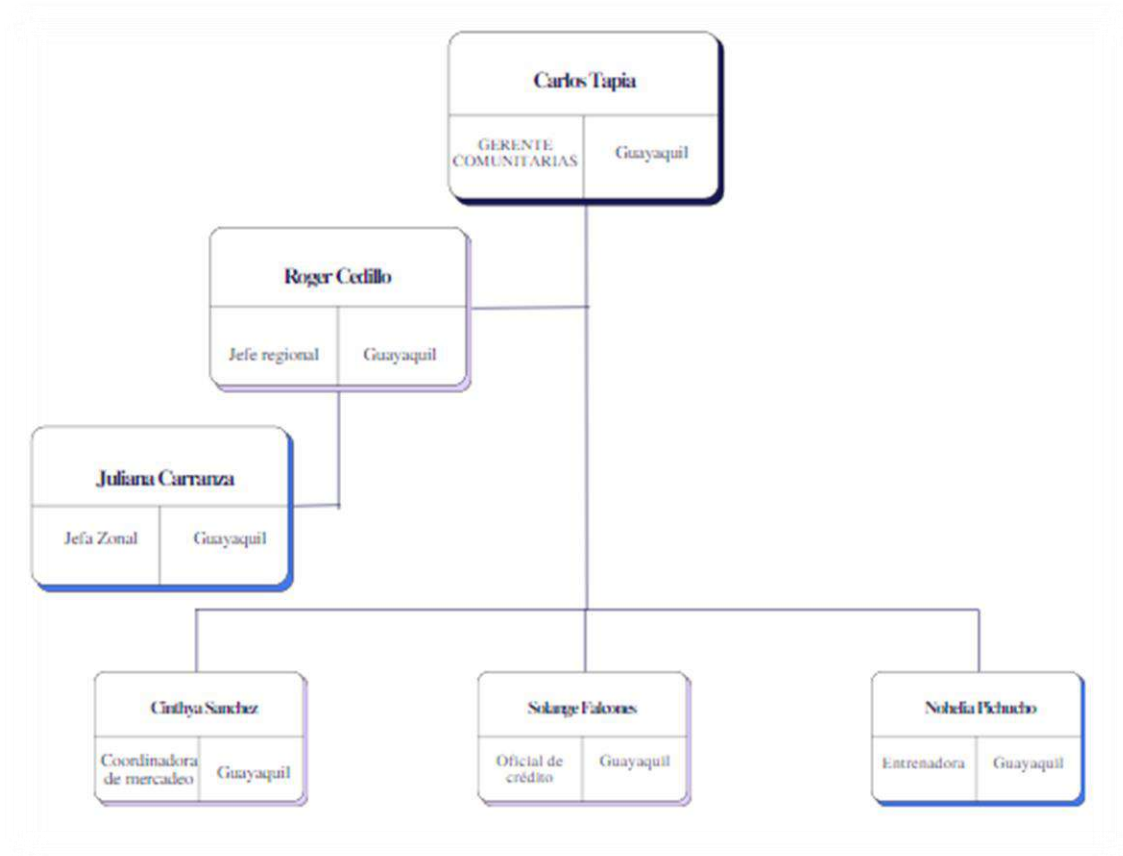 Carlos Tapia
GERENTE
COMUNITARIAS
Guayaquil
Roger Cedillo
Jefe regional
Guayaquil
Juliana Carranza
Jefa Zonal
Guayaquil
Cinthya Sanchez
Coordinadora
de mercadeo
Guayaquil
Solange Falcones
Oficial de
crédito
Guayaquil
Nohelia Pichucho
Entrenadora
Guayaquil